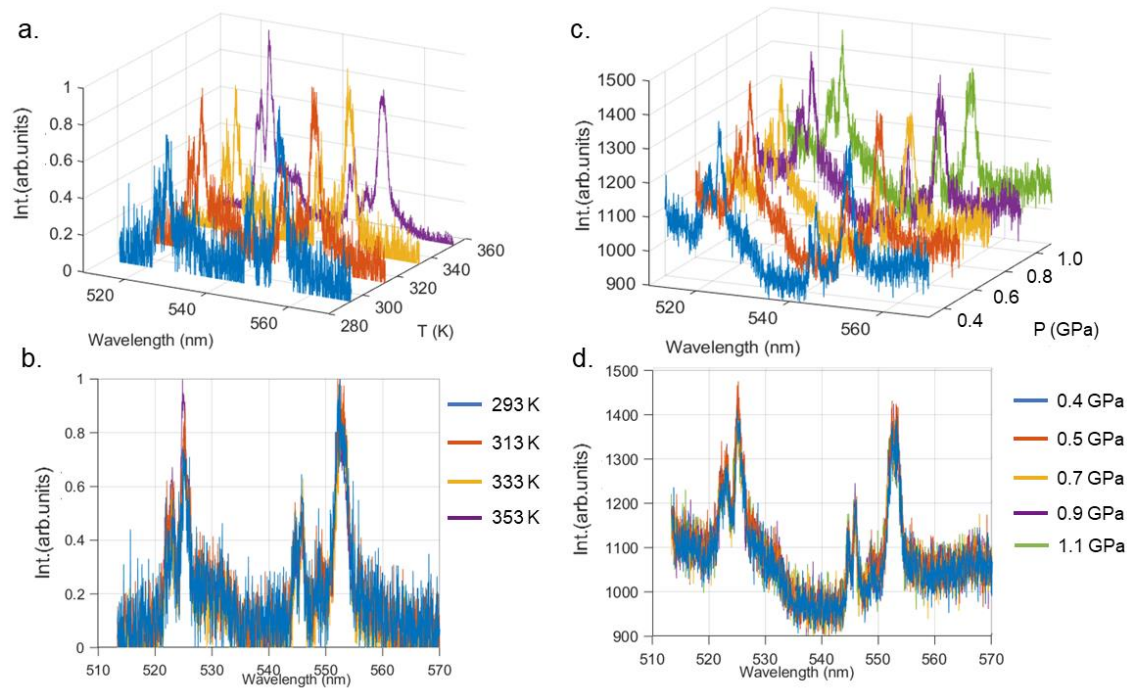 a.
1
0.8
0.6
0.4
0.2
0
Int.(arb.units)
520
540
560
Wavelength (nm)
280
300
320
340
360
T (K)
c.
1500
1400
1300
1200
1100
1000
900
Int.(arb.units)
520
540
560
Wavelength (nm)
0.4
0.6
0.8
1.0
P (GPa)
b.
1
0.8
0.6
0.4
0.2
0
Int.(arb.units)
510 520 530 540 550 560 570
Wavelength (nm)
293 K
313 K
333 K
353 K
d.
1500
1400
1300
1200
1100
1000
900
Int.(arb.units)
510 520 530 540 550 560 570
Wavelength (nm)
0.4 GPa
0.5 GPa
0.7 GPa
0.9 GPa
1.1 GPa